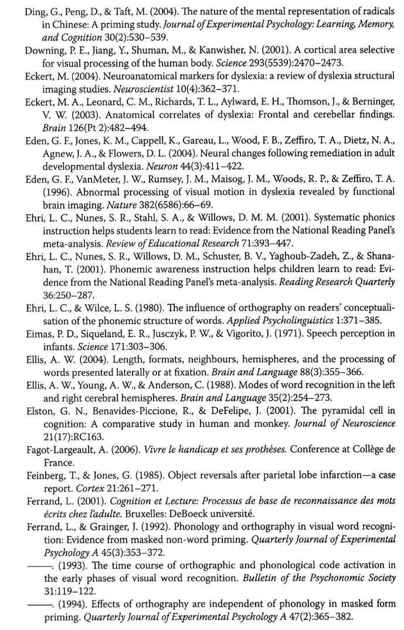 Ding, G., Peng, D., & Taft, M. (2004). The nature of the mental representation of radicals
in Chinese: A priming study. Journal of Experimental Psychology: Learning, Memory,
and Cognition 30(2):530–539.
Downing, P. E., Jiang, Y., Shuman, M., & Kanwisher, N. (2001). A cortical area selective
for visual processing of the human body. Science 293(5539):2470–2473.
Eckert, M. (2004). Neuroanatomical markers for dyslexia: a review of dyslexia structural
imaging studies. Neuroscientist 10(4):362–371.
Eckert, M. A., Leonard, C. M., Richards, T. L., Aylward, E. H., Thomson, J., & Berninger,
V. W. (2003). Anatomical correlates of dyslexia: Frontal and cerebellar findings.
Brain 126(Pt 2):482–494.
Eden, G. F., Jones, K. M., Cappell, K., Gareau, L., Wood, F. B., Zeffiro, T. A., Dietz, N. A.,
Agnew, J. A., & Flowers, D. L. (2004). Neural changes following remediation in adult
developmental dyslexia. Neuron 44(3):411–422.
Eden, G. F., VanMeter, J. W., Rumsey, J. M., Maisog, J. M., Woods, R. P., & Zeffiro, T. A.
(1996). Abnormal processing of visual motion in dyslexia revealed by functional
brain imaging. Nature 382(6586):66–69.
Ehri, L. C., Nunes, S. R., Stahl, S. A., & Willows, D. M. M. (2001). Systematic phonics
instruction helps students learn to read: Evidence from the National Reading Panel's
meta-analysis. Review of Educational Research 71:393–447.
Ehri, L. C., Nunes, S. R., Willows, D. M., Schuster, B. V., Yaghoub-Zadeh, Z., & Shana-
han, T. (2001). Phonemic awareness instruction helps children learn to read: Evi-
dence from the National Reading Panel's meta-analysis. Reading Research Quarterly
36:250–287.
Ehri, L. C., & Wilce, L. S. (1980). The influence of orthography on readers' conceptuali-
sation of the phonemic structure of words. Applied Psycholinguistics 1:371–385.
Eimas, P. D., Siqueland, E. R., Jusczyk, P. W., & Vigorito, J. (1971). Speech perception in
infants. Science 171:303–306.
Ellis, A. W. (2004). Length, formats, neighbours, hemispheres, and the processing of
words presented laterally or at fixation. Brain and Language 88(3):355–366.
Ellis, A. W., Young, A. W., & Anderson, C. (1988). Modes of word recognition in the left
and right cerebral hemispheres. Brain and Language 35(2):254–273.
Elston, G. N., Benavides-Piccione, R., & DeFelipe, J. (2001). The pyramidal cell in
cognition: A comparative study in human and monkey. Journal of Neuroscience
21(17):RC163.
Fagot-Largeault, A. (2006). Vivre le handicap et ses prothèses. Conference at Collège de
France.
Feinberg, T., & Jones, G. (1985). Object reversals after parietal lobe infarction—a case
report. Cortex 21:261–271.
Ferrand, L. (2001). Cognition et Lecture: Processus de base de reconnaissance des mots
écrits chez l'adulte. Bruxelles: DeBoeck université.
Ferrand, L., & Grainger, J. (1992). Phonology and orthography in visual word recogni-
tion: Evidence from masked non-word priming. Quarterly Journal of Experimental
Psychology A 45(3):353–372.
———. (1993). The time course of orthographic and phonological code activation in
the early phases of visual word recognition. Bulletin of the Psychonomic Society
31:119–122.
———. (1994). Effects of orthography are independent of phonology in masked form
priming. Quarterly Journal of Experimental Psychology A 47(2):365–382.